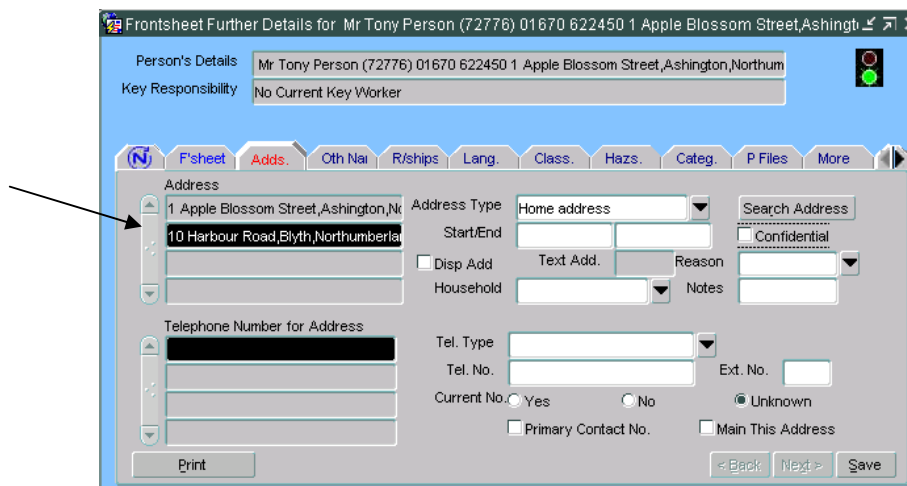 Frontsheet Further Details for Mr Tony Person (72776) 01670 622450 1 Apple Blossom Street,Ashingt
Person's Details Mr Tony Person (72776) 01670 622450 1 Apple Blossom Street,Ashington,Northum
Key Responsibility No Current Key Worker
N F'sheet Adds. Oth Nai R/ships Lang. Class. Hazs. Categ. P Files More
Address
1 Apple Blossom Street,Ashington,No Address Type Home address Search Address
10 Harbour Road,Blyth,Northumberlan Start/End Confidential
Disp Add Text Add. Reason
Household Notes
Telephone Number for Address
Tel. Type
Tel. No. Ext. No.
Current No. Yes No Unknown
Primary Contact No. Main This Address
Print < Back Next > Save